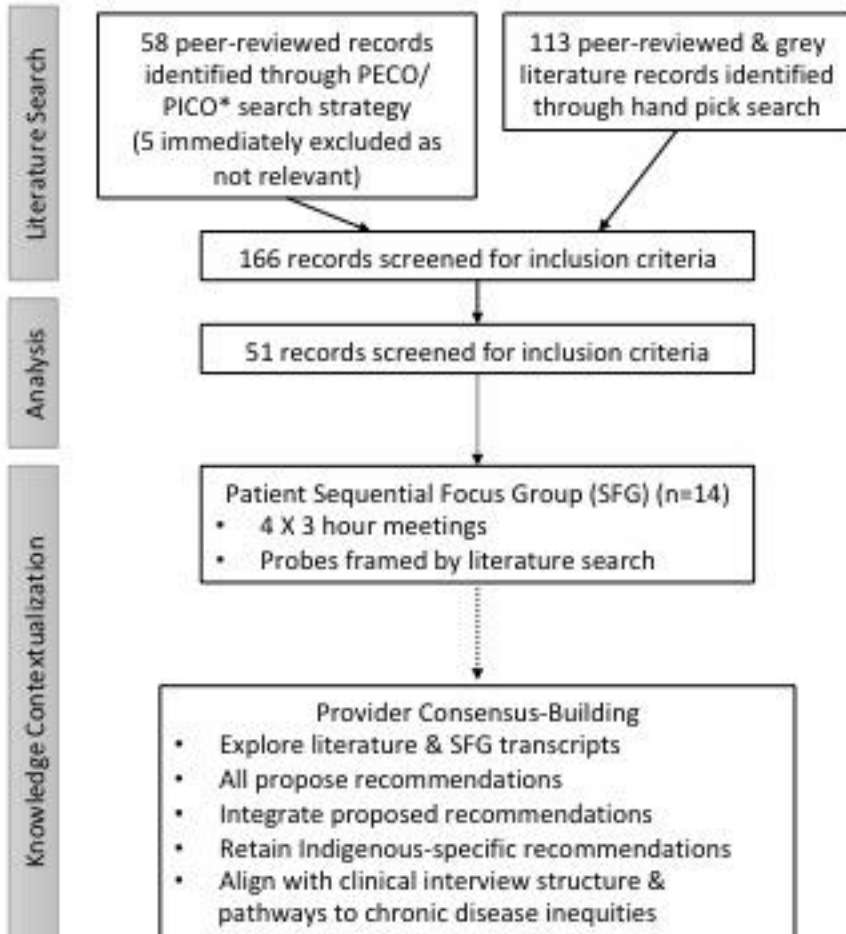 Literature Search
58 peer-reviewed records
identified through PECO/
PICO* search strategy
(5 immediately excluded as
not relevant)
113 peer-reviewed & grey
literature records identified
through hand pick search
166 records screened for inclusion criteria
Analysis
51 records screened for inclusion criteria
Knowledge Contextualization
Patient Sequential Focus Group (SFG) (n=14)
• 4 X 3 hour meetings
• Probes framed by literature search
Provider Consensus-Building
• Explore literature & SFG transcripts
• All propose recommendations
• Integrate proposed recommendations
• Retain Indigenous-specific recommendations
• Align with clinical interview structure &
pathways to chronic disease inequities